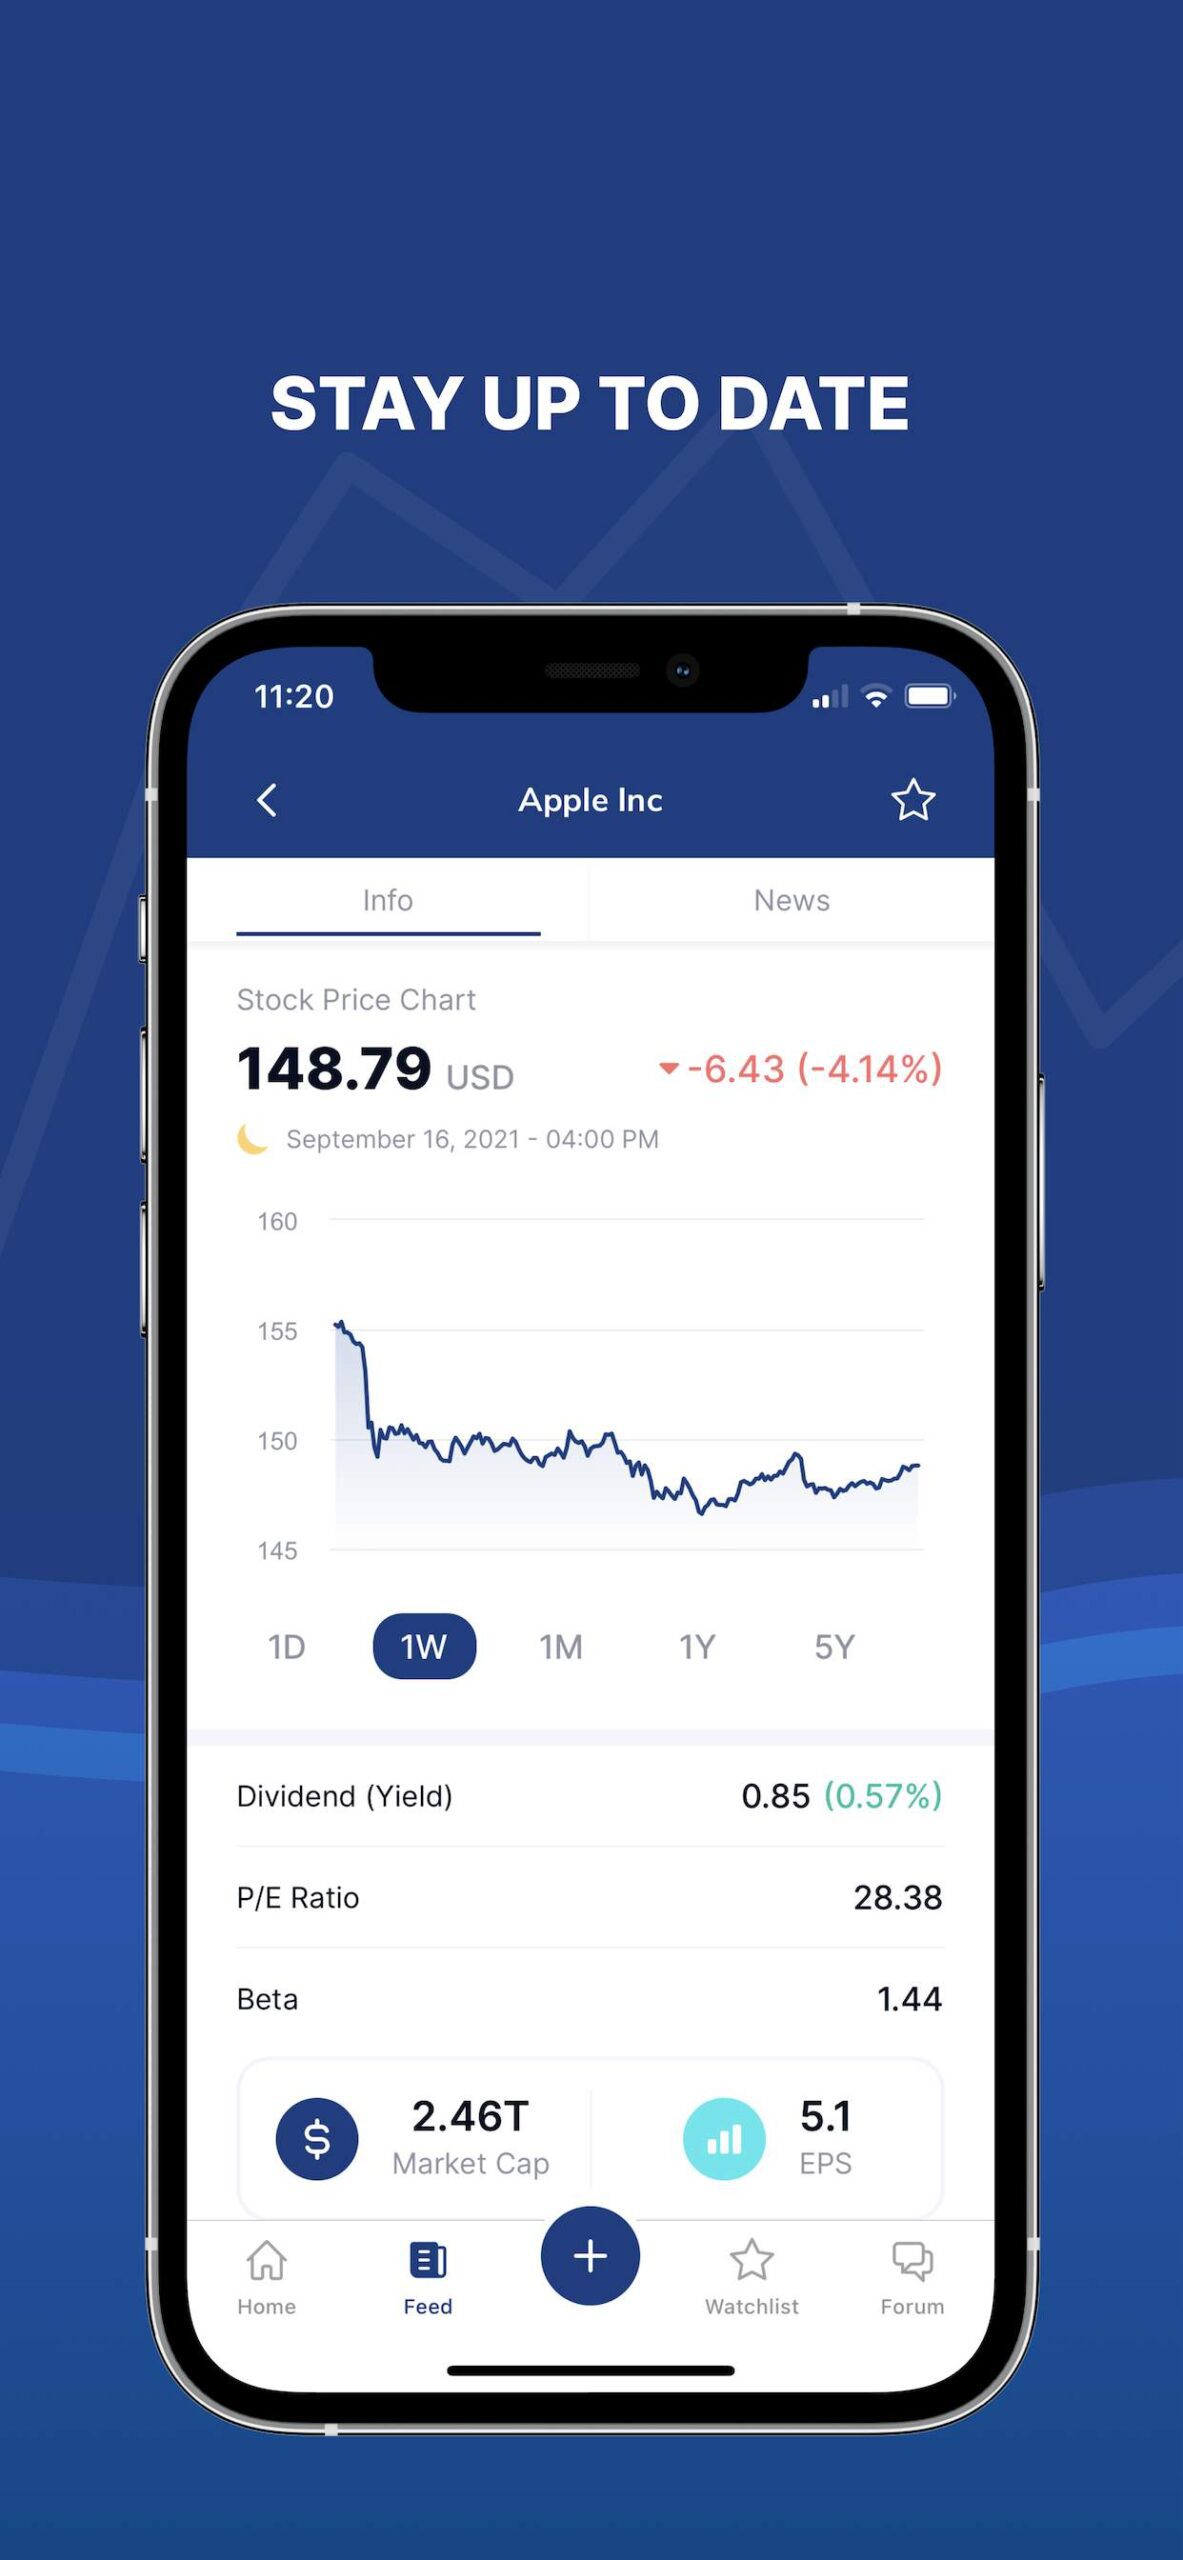 STAY UP TO DATE
11:20
Apple Inc
Info News
Stock Price Chart
148.79 USD -6.43 (-4.14%)
September 16, 2021 - 04:00 PM
160
155
150
145
1D 1W 1M 1Y 5Y
Dividend (Yield) 0.85 (0.57%)
P/E Ratio 28.38
Beta 1.44
$ 2.46T 5.1
Market Cap EPS
Home Feed + Watchlist Forum